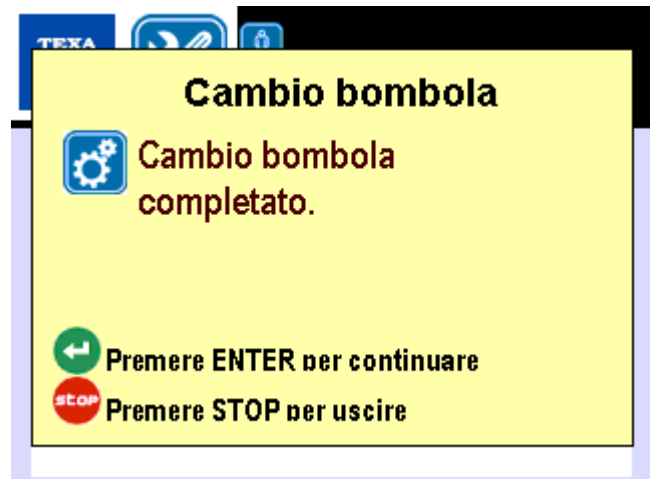 TEXA
Cambio bombola
Cambio bombola
completato.
Premere ENTER per continuare
stop Premere STOP per uscire